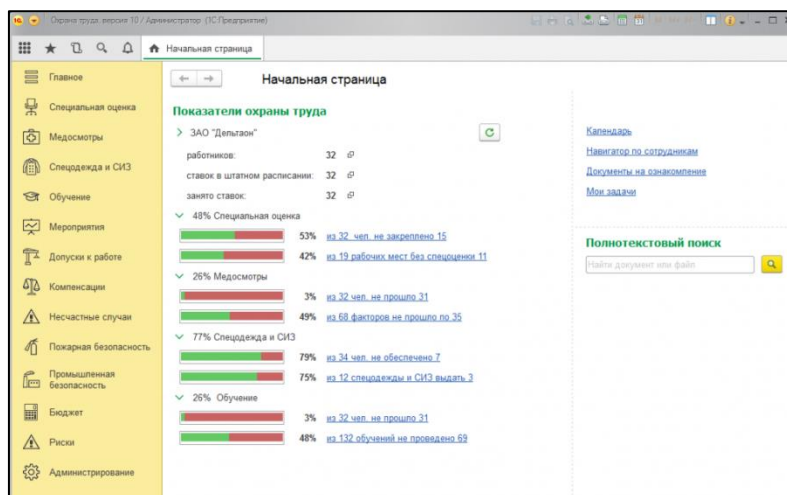 Охрана труда, версия 10 / Администратор (1С:Предприятие)
Начальная страница
Главное
Специальная оценка
Медосмотры
Спецодежда и СИЗ
Обучение
Мероприятия
Допуски к работе
Компенсации
Несчастные случаи
Пожарная безопасность
Промышленная
безопасность
Бюджет
Риски
Администрирование
Начальная страница
Показатели охраны труда
ЗАО "Дельтаон"
работников: 32
ставок в штатном расписании: 32
занято ставок: 32
48% Специальная оценка
53% из 32 чел. не закреплено 15
42% из 19 рабочих мест без спецоценки 11
26% Медосмотры
3% из 32 чел. не прошло 31
49% из 68 факторов не прошло по 35
77% Спецодежда и СИЗ
79% из 34 чел. не обеспечено 7
75% из 12 спецодежды и СИЗ выдать 3
26% Обучение
3% из 32 чел. не прошло 31
48% из 132 обучений не проведено 69
Календарь
Навигатор по сотрудникам
Документы на ознакомление
Мои задачи
Полнотекстовый поиск
Найти документ или файл